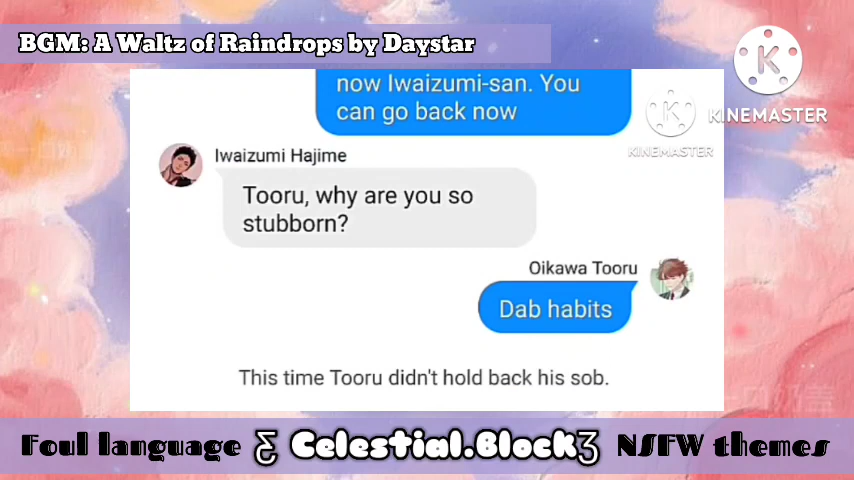 BGM: A Waltz of Raindrops by Daystar
KINEMASTER
now Iwaizumi-san. You
can go back now
KINEMASTER
Iwaizumi Hajime
Tooru, why are you so
stubborn?
Oikawa Tooru
Dab habits
This time Tooru didn't hold back his sob.
Foul language Ƹ Celestial.Block Ʒ NSFW themes